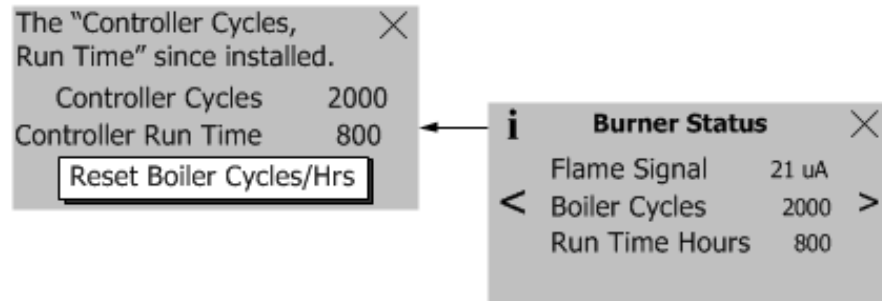 The “Controller Cycles,
Run Time” since installed.
Controller Cycles 2000
Controller Run Time 800
Reset Boiler Cycles/Hrs
i Burner Status
Flame Signal 21 uA
< Boiler Cycles 2000 >
Run Time Hours 800